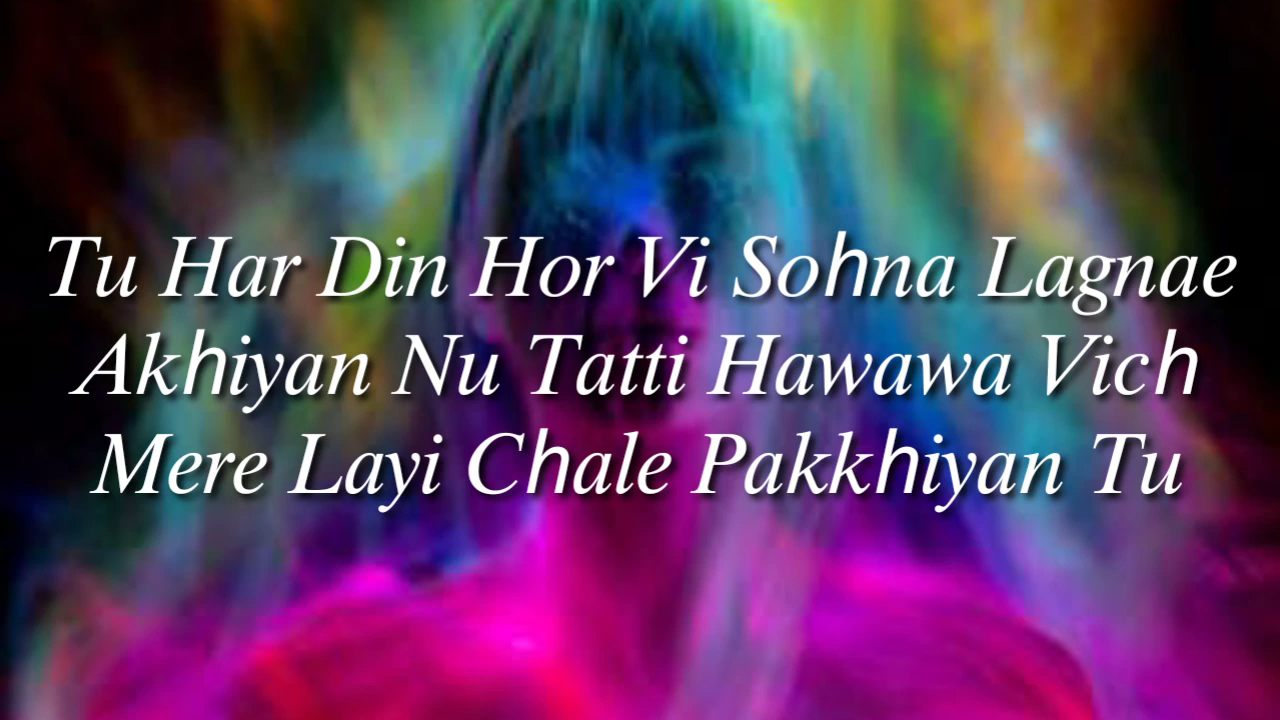 Tu Har Din Hor Vi Sohna Lagnae
Akhiyan Nu Tatti Hawawa Vich
Mere Layi Chale Pakkhiyan Tu